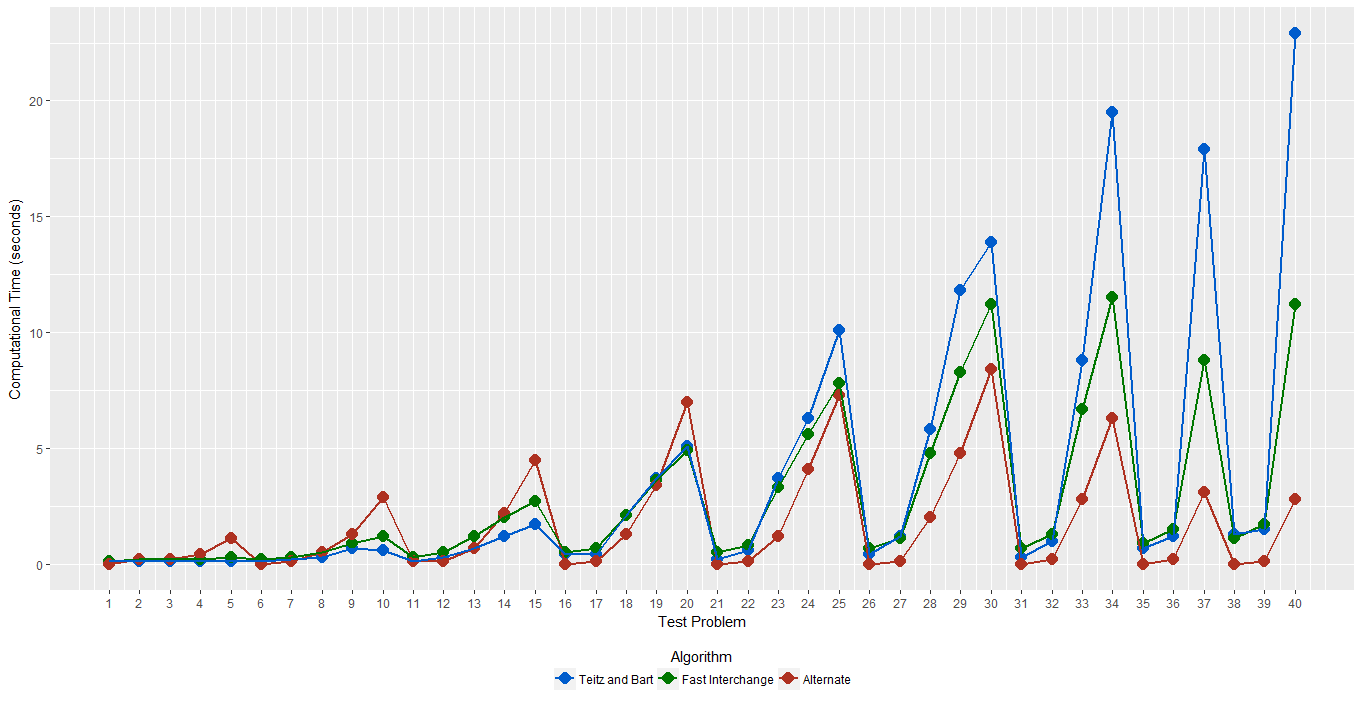 Computational Time (seconds)
20
15
10
5
0
1 2 3 4 5 6 7 8 9 10 11 12 13 14 15 16 17 18 19 20 21 22 23 24 25 26 27 28 29 30 31 32 33 34 35 36 37 38 39 40
Test Problem
Algorithm
Teitz and Bart Fast Interchange Alternate